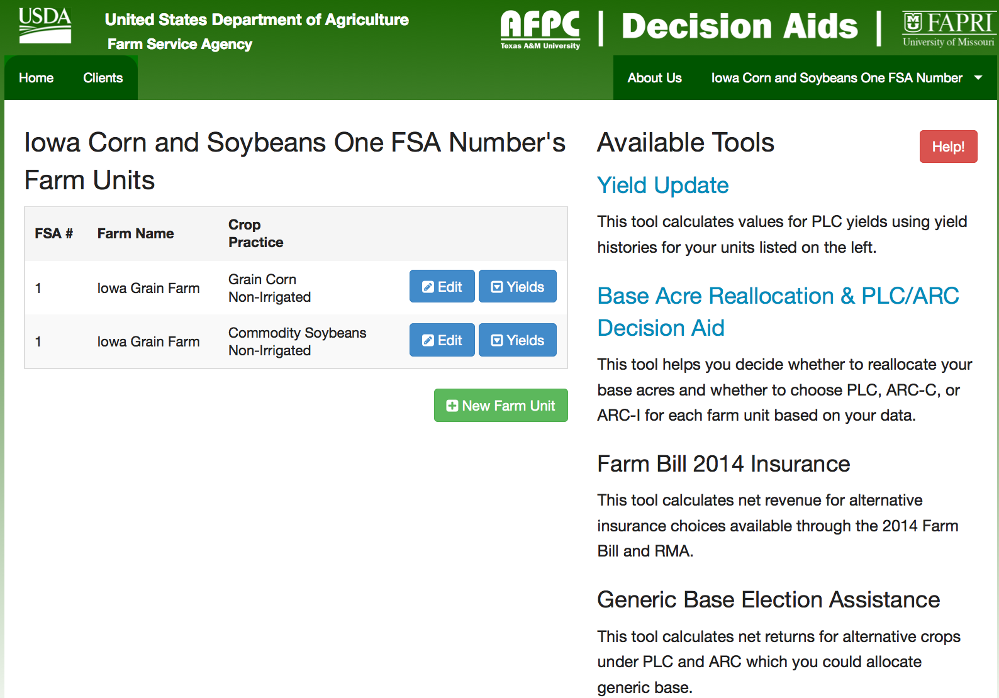 USDA
United States Department of Agriculture
Farm Service Agency
AFPC
Texas A&M University
| Decision Aids |
MU FAPRI
University of Missouri
Home
Clients
About Us
Iowa Corn and Soybeans One FSA Number
Iowa Corn and Soybeans One FSA Number's
Farm Units
FSA #
Farm Name
Crop
Practice
1
Iowa Grain Farm
Grain Corn
Non-Irrigated
Edit
Yields
1
Iowa Grain Farm
Commodity Soybeans
Non-Irrigated
Edit
Yields
New Farm Unit
Available Tools
Help!
Yield Update
This tool calculates values for PLC yields using yield
histories for your units listed on the left.
Base Acre Reallocation & PLC/ARC
Decision Aid
This tool helps you decide whether to reallocate your
base acres and whether to choose PLC, ARC-C, or
ARC-I for each farm unit based on your data.
Farm Bill 2014 Insurance
This tool calculates net revenue for alternative
insurance choices available through the 2014 Farm
Bill and RMA.
Generic Base Election Assistance
This tool calculates net returns for alternative crops
under PLC and ARC which you could allocate
generic base.